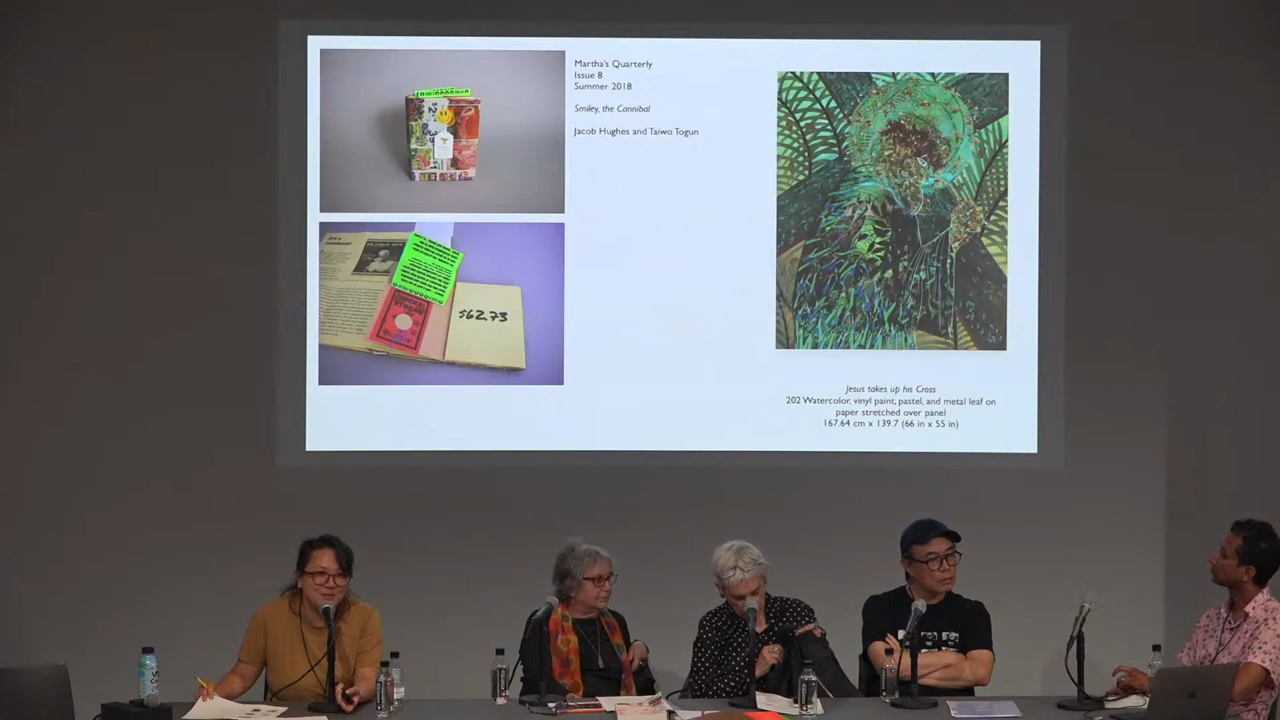 Martha's Quarterly
Issue 8
Summer 2018
Smiley, the Cannibal
Jacob Hughes and Taiwo Togun
$62.73
Jesus takes up his Cross
202 Watercolor, vinyl paint, pastel, and metal leaf on
paper stretched over panel
167.64 cm x 139.7 (66 in x 55 in)